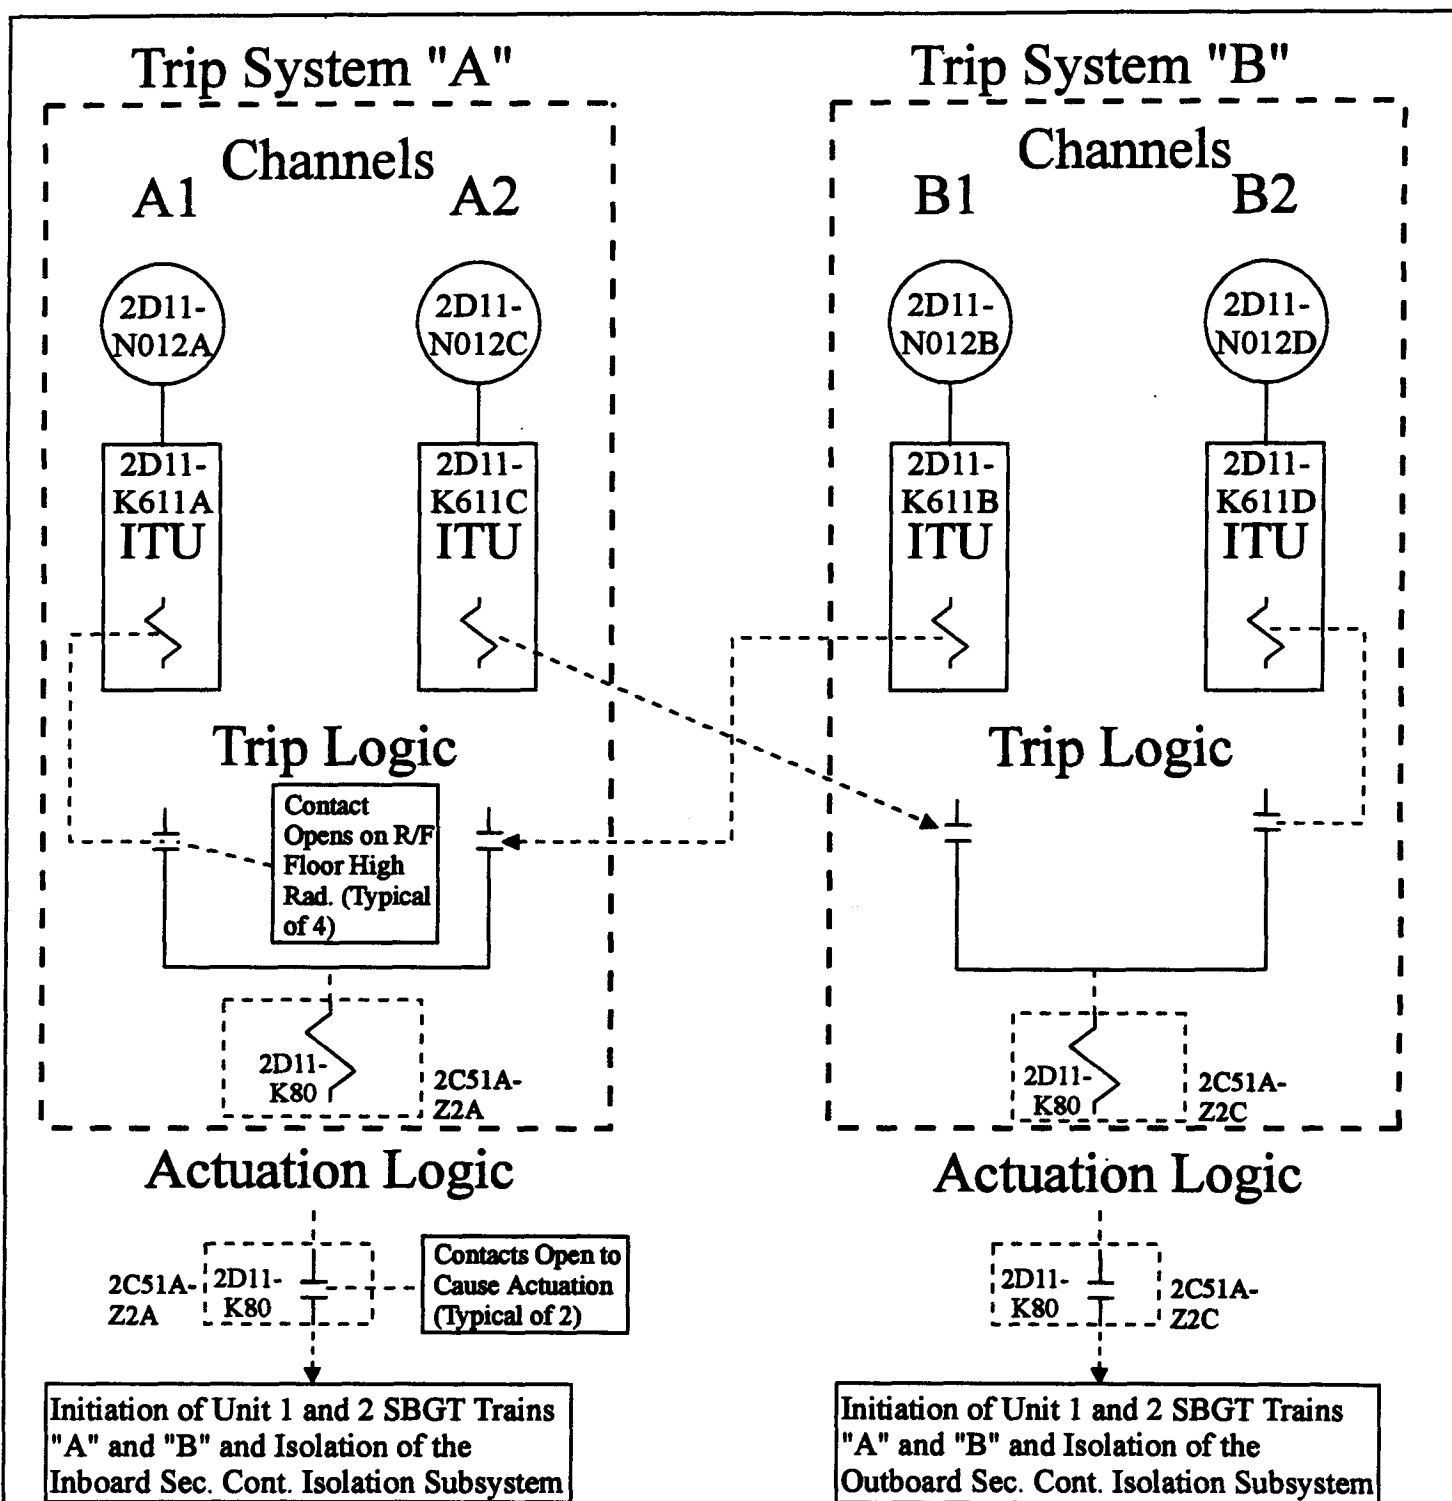 Trip System "A"
Channels
A1
A2
2D11-
N012A
2D11-
N012C
2D11-
K611A
ITU
2D11-
K611C
ITU
Trip Logic
Contact
Opens on R/F
Floor High
Rad. (Typical
of 4)
2D11-
K80
2C51A-
Z2A
Actuation Logic
2C51A-
Z2A
2D11-
K80
Contacts Open to
Cause Actuation
(Typical of 2)
Initiation of Unit 1 and 2 SBGT Trains
"A" and "B" and Isolation of the
Inboard Sec. Cont. Isolation Subsystem
Trip System "B"
Channels
B1
B2
2D11-
N012B
2D11-
N012D
2D11-
K611B
ITU
2D11-
K611D
ITU
Trip Logic
2D11-
K80
2C51A-
Z2C
Actuation Logic
2D11-
K80
2C51A-
Z2C
Initiation of Unit 1 and 2 SBGT Trains
"A" and "B" and Isolation of the
Outboard Sec. Cont. Isolation Subsystem